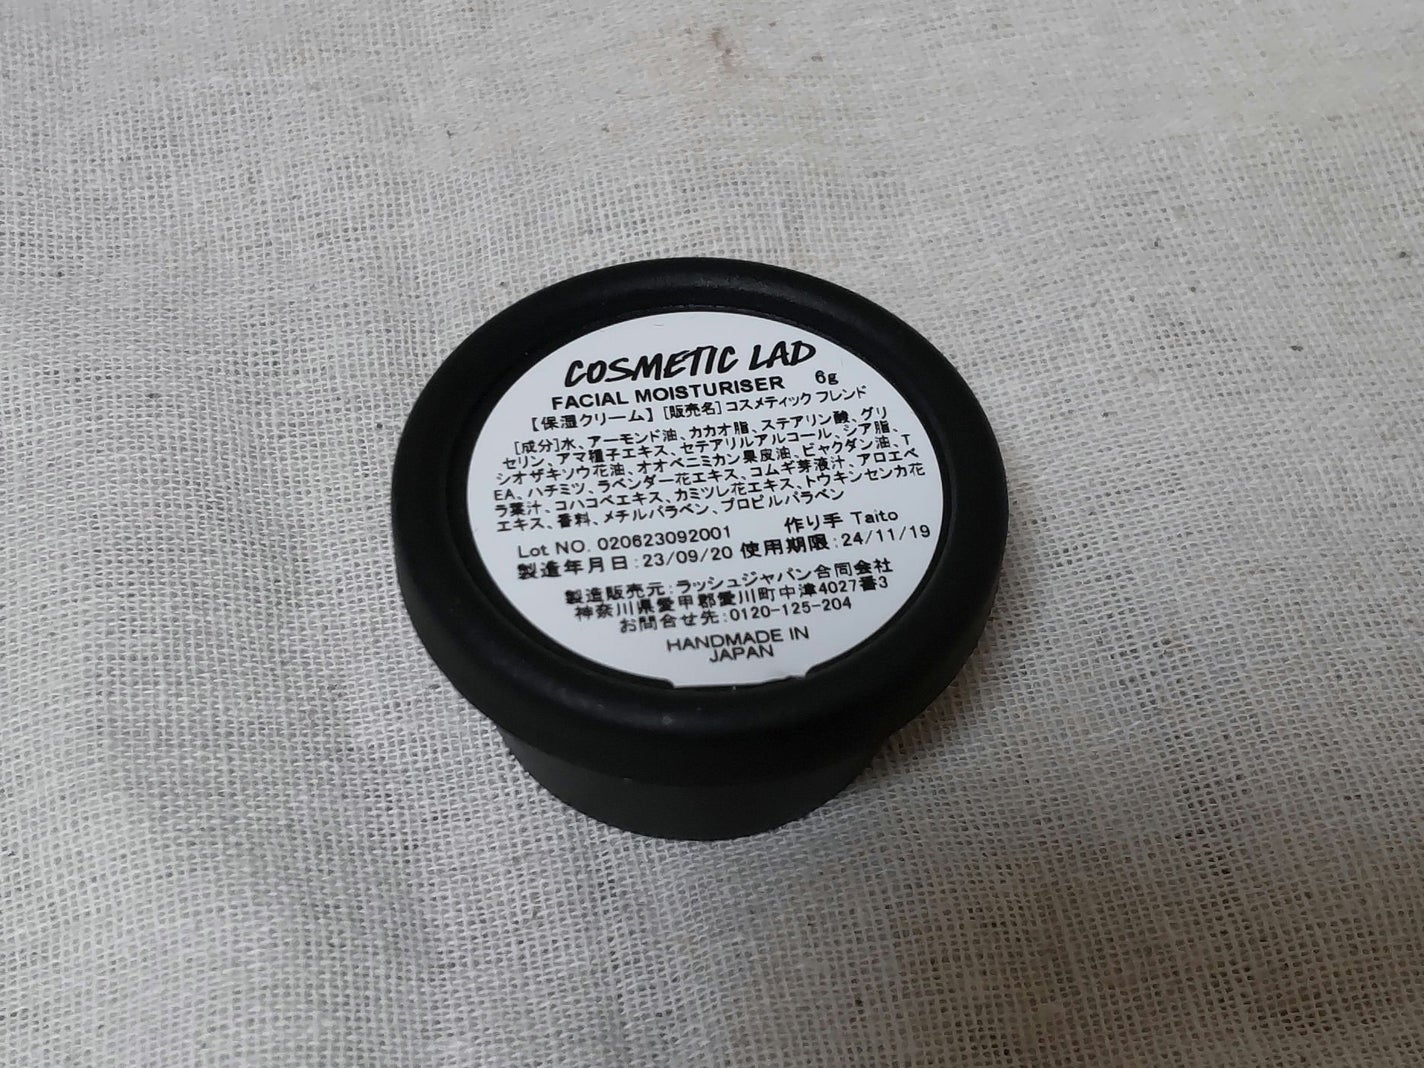 COSMETIC LAD
FACIAL MOISTURISER 6g
【保湿クリーム】[販売名]コスメティック フレンド
[成分]水、アーモンド油、カカオ脂、ステアリン酸、グリ
セリン、アマ種子エキス、セテアリルアルコール、シア脂、
シオザキソウ花油、オオベニミカン果皮油、ビャクダン油、T
EA、ハチミツ、ラベンダー花エキス、コムギ芽液汁、アロエベ
ラ葉汁、コハコベエキス、カミツレ花エキス、トウキンセンカ花
エキス、香料、メチルパラベン、プロピルパラベン
Lot NO. 020623092001 作り手 Taito
製造年月日:23/09/20 使用期限:24/11/19
製造販売元:ラッシュジャパン合同会社
神奈川県愛甲郡愛川町中津4027番3
お問合せ先:0120-125-204
HANDMADE IN
JAPAN